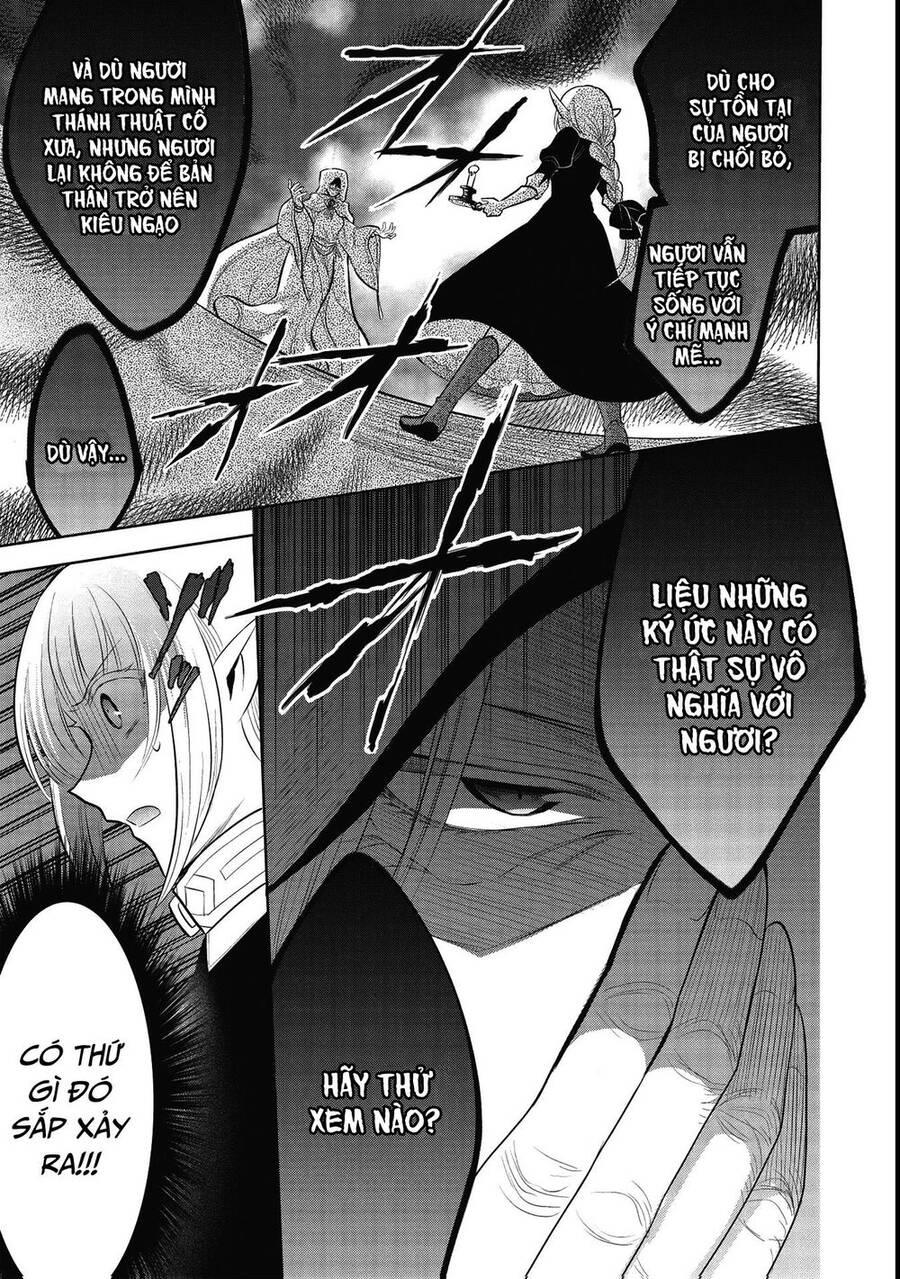 DÙ CHO
SỰ TỒN TẠI
CỦA NGƯƠI
BỊ CHỐI BỎ,
NGƯƠI VẪN
TIẾP TỤC
SỐNG VỚI
Ý CHÍ MẠNH
MẼ...
VÀ DÙ NGƯƠI
MANG TRONG MÌNH
THÁNH THUẬT CỔ
XƯA, NHƯNG NGƯƠI
LẠI KHÔNG ĐỂ BẢN
THÂN TRỞ NÊN
KIÊU NGẠO
DÙ VẬY...
LIỆU NHỮNG
KÝ ỨC NÀY CÓ
THẬT SỰ VÔ
NGHĨA VỚI
NGƯƠI?
HÃY THỬ
XEM NÀO?
CÓ THỨ
GÌ ĐÓ
SẮP XẢY
RA!!!